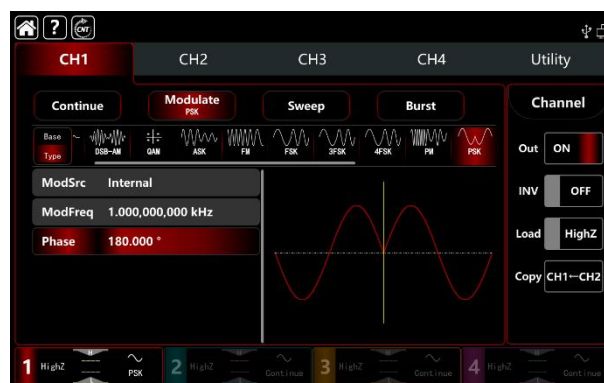 ? CNT
CH1 CH2 CH3 CH4 Utility
Continue Modulate PSK Sweep Burst Channel
Base Type DSB-AM QAM ASK FM FSK 3FSK 4FSK PM PSK
Out ON
ModSrc Internal
INV OFF
ModFreq 1.000,000,000 kHz
Load HighZ
Phase 180.000 °
Copy CH1←CH2
1 HighZ H PSK 2 HighZ Continue 3 HighZ Continue 4 HighZ Continue